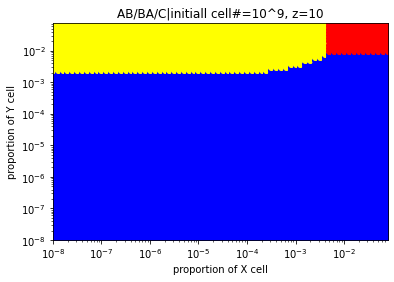 AB/BA/C|initiall cell#=10^9, z=10
proportion of Y cell
10⁻²
10⁻³
10⁻⁴
10⁻⁵
10⁻⁶
10⁻⁷
10⁻⁸
10⁻⁸ 10⁻⁷ 10⁻⁶ 10⁻⁵ 10⁻⁴ 10⁻³ 10⁻²
proportion of X cell